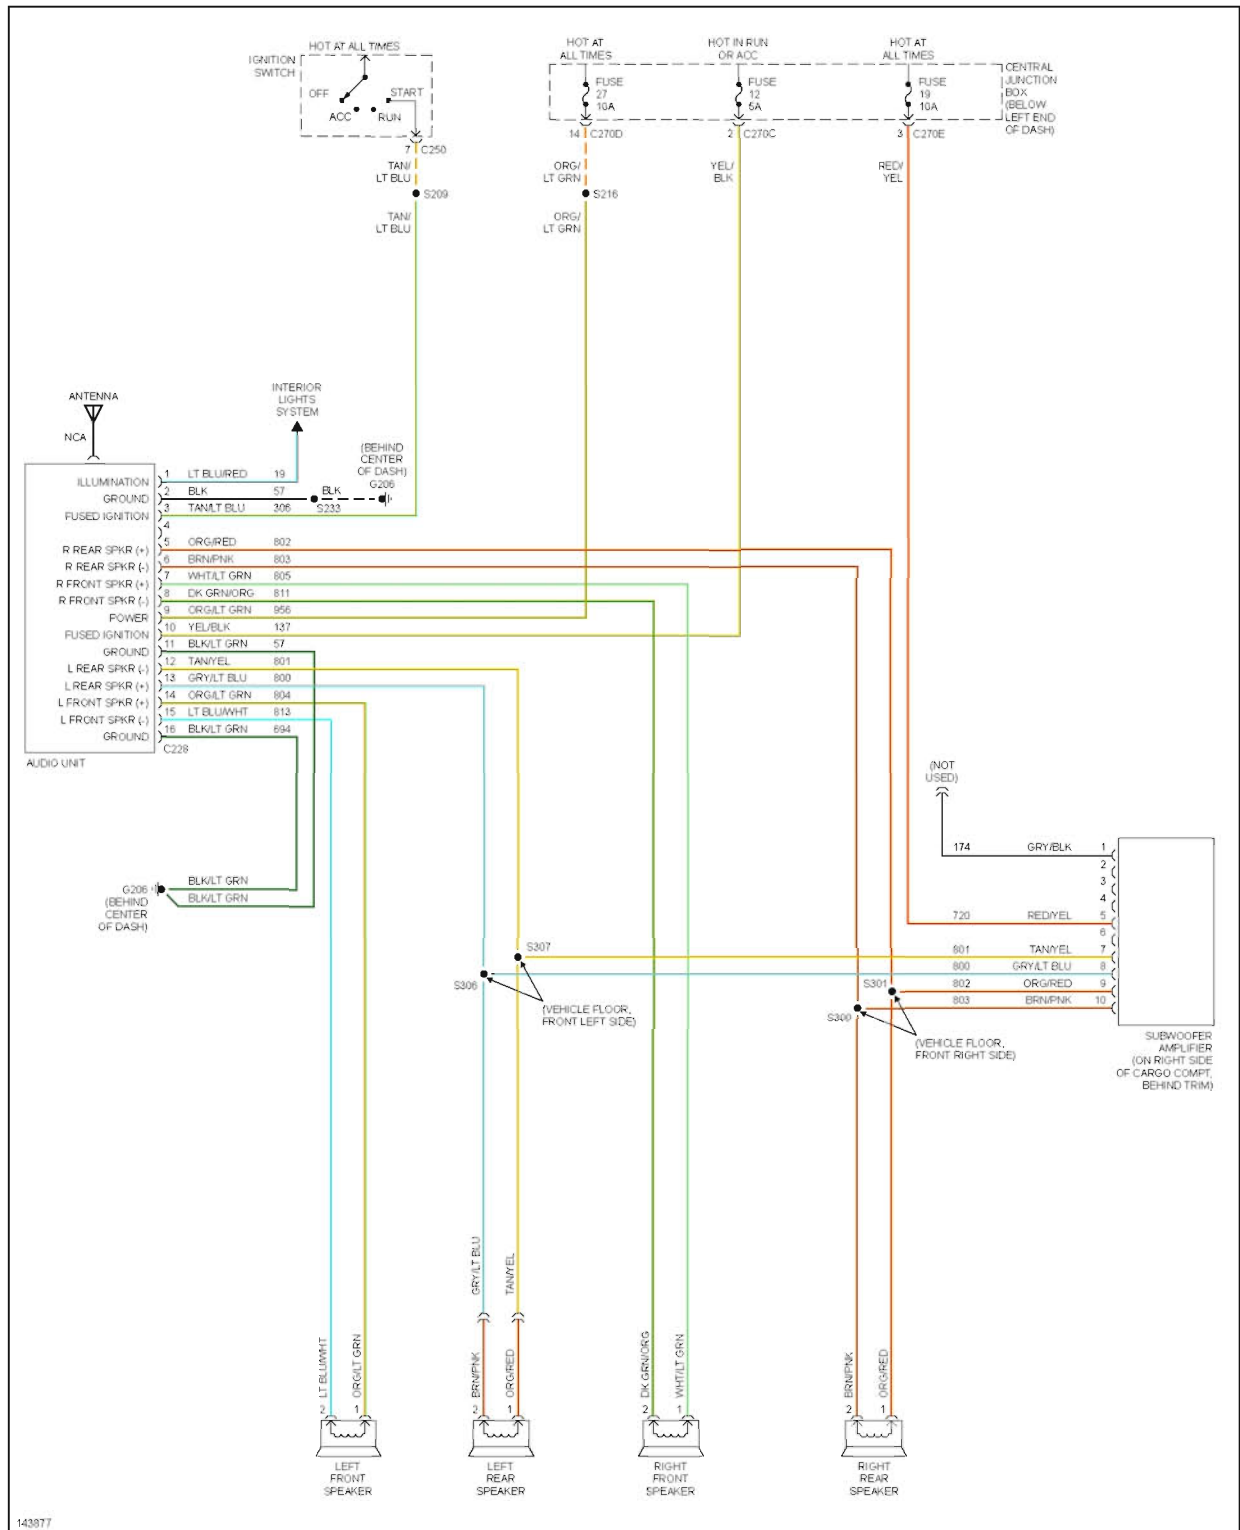 HOT AT ALL TIMES
IGNITION
SWITCH
OFF
START
ACC
RUN
7 C250
TAN/
LT BLU
S209
TAN/
LT BLU
HOT AT
ALL TIMES
HOT IN RUN
OR ACC
HOT AT
ALL TIMES
FUSE
27
10A
FUSE
12
5A
FUSE
19
10A
CENTRAL
JUNCTION
BOX
(BELOW
LEFT END
OF DASH)
14 C270D
2 C270C
3 C270E
ORG/
LT GRN
YEL/
BLK
RED/
YEL
S216
ORG/
LT GRN
ANTENNA
NCA
INTERIOR
LIGHTS
SYSTEM
(BEHIND
CENTER
OF DASH)
G206
BLK
S233
ILLUMINATION 1 LT BLU/RED 19
GROUND 2 BLK 57
FUSED IGNITION 3 TAN/LT BLU 306
4
R REAR SPKR (+) 5 ORG/RED 802
R REAR SPKR (-) 6 BRN/PNK 803
R FRONT SPKR (+) 7 WHT/LT GRN 805
R FRONT SPKR (-) 8 DK GRN/ORG 811
POWER 9 ORG/LT GRN 956
FUSED IGNITION 10 YEL/BLK 137
GROUND 11 BLK/LT GRN 57
L REAR SPKR (-) 12 TAN/YEL 801
L REAR SPKR (+) 13 GRY/LT BLU 800
L FRONT SPKR (+) 14 ORG/LT GRN 804
L FRONT SPKR (-) 15 LT BLU/WHT 813
GROUND 16 BLK/LT GRN 694
C228
AUDIO UNIT
G206
(BEHIND
CENTER
OF DASH)
BLK/LT GRN
BLK/LT GRN
(NOT
USED)
174 GRY/BLK 1
2
3
4
720 RED/YEL 5
6
801 TAN/YEL 7
800 GRY/LT BLU 8
802 ORG/RED 9
803 BRN/PNK 10
S307
S306
(VEHICLE FLOOR,
FRONT LEFT SIDE)
S301
S300
(VEHICLE FLOOR,
FRONT RIGHT SIDE)
SUBWOOFER
AMPLIFIER
(ON RIGHT SIDE
OF CARGO COMPT,
BEHIND TRIM)
GRY/LT BLU
TAN/YEL
LT BLU/WHT
ORG/LT GRN
BRN/PNK
ORG/RED
DK GRN/ORG
WHT/LT GRN
BRN/PNK
ORG/RED
2 1
2 1
2 1
2 1
LEFT
FRONT
SPEAKER
LEFT
REAR
SPEAKER
RIGHT
FRONT
SPEAKER
RIGHT
REAR
SPEAKER
143877